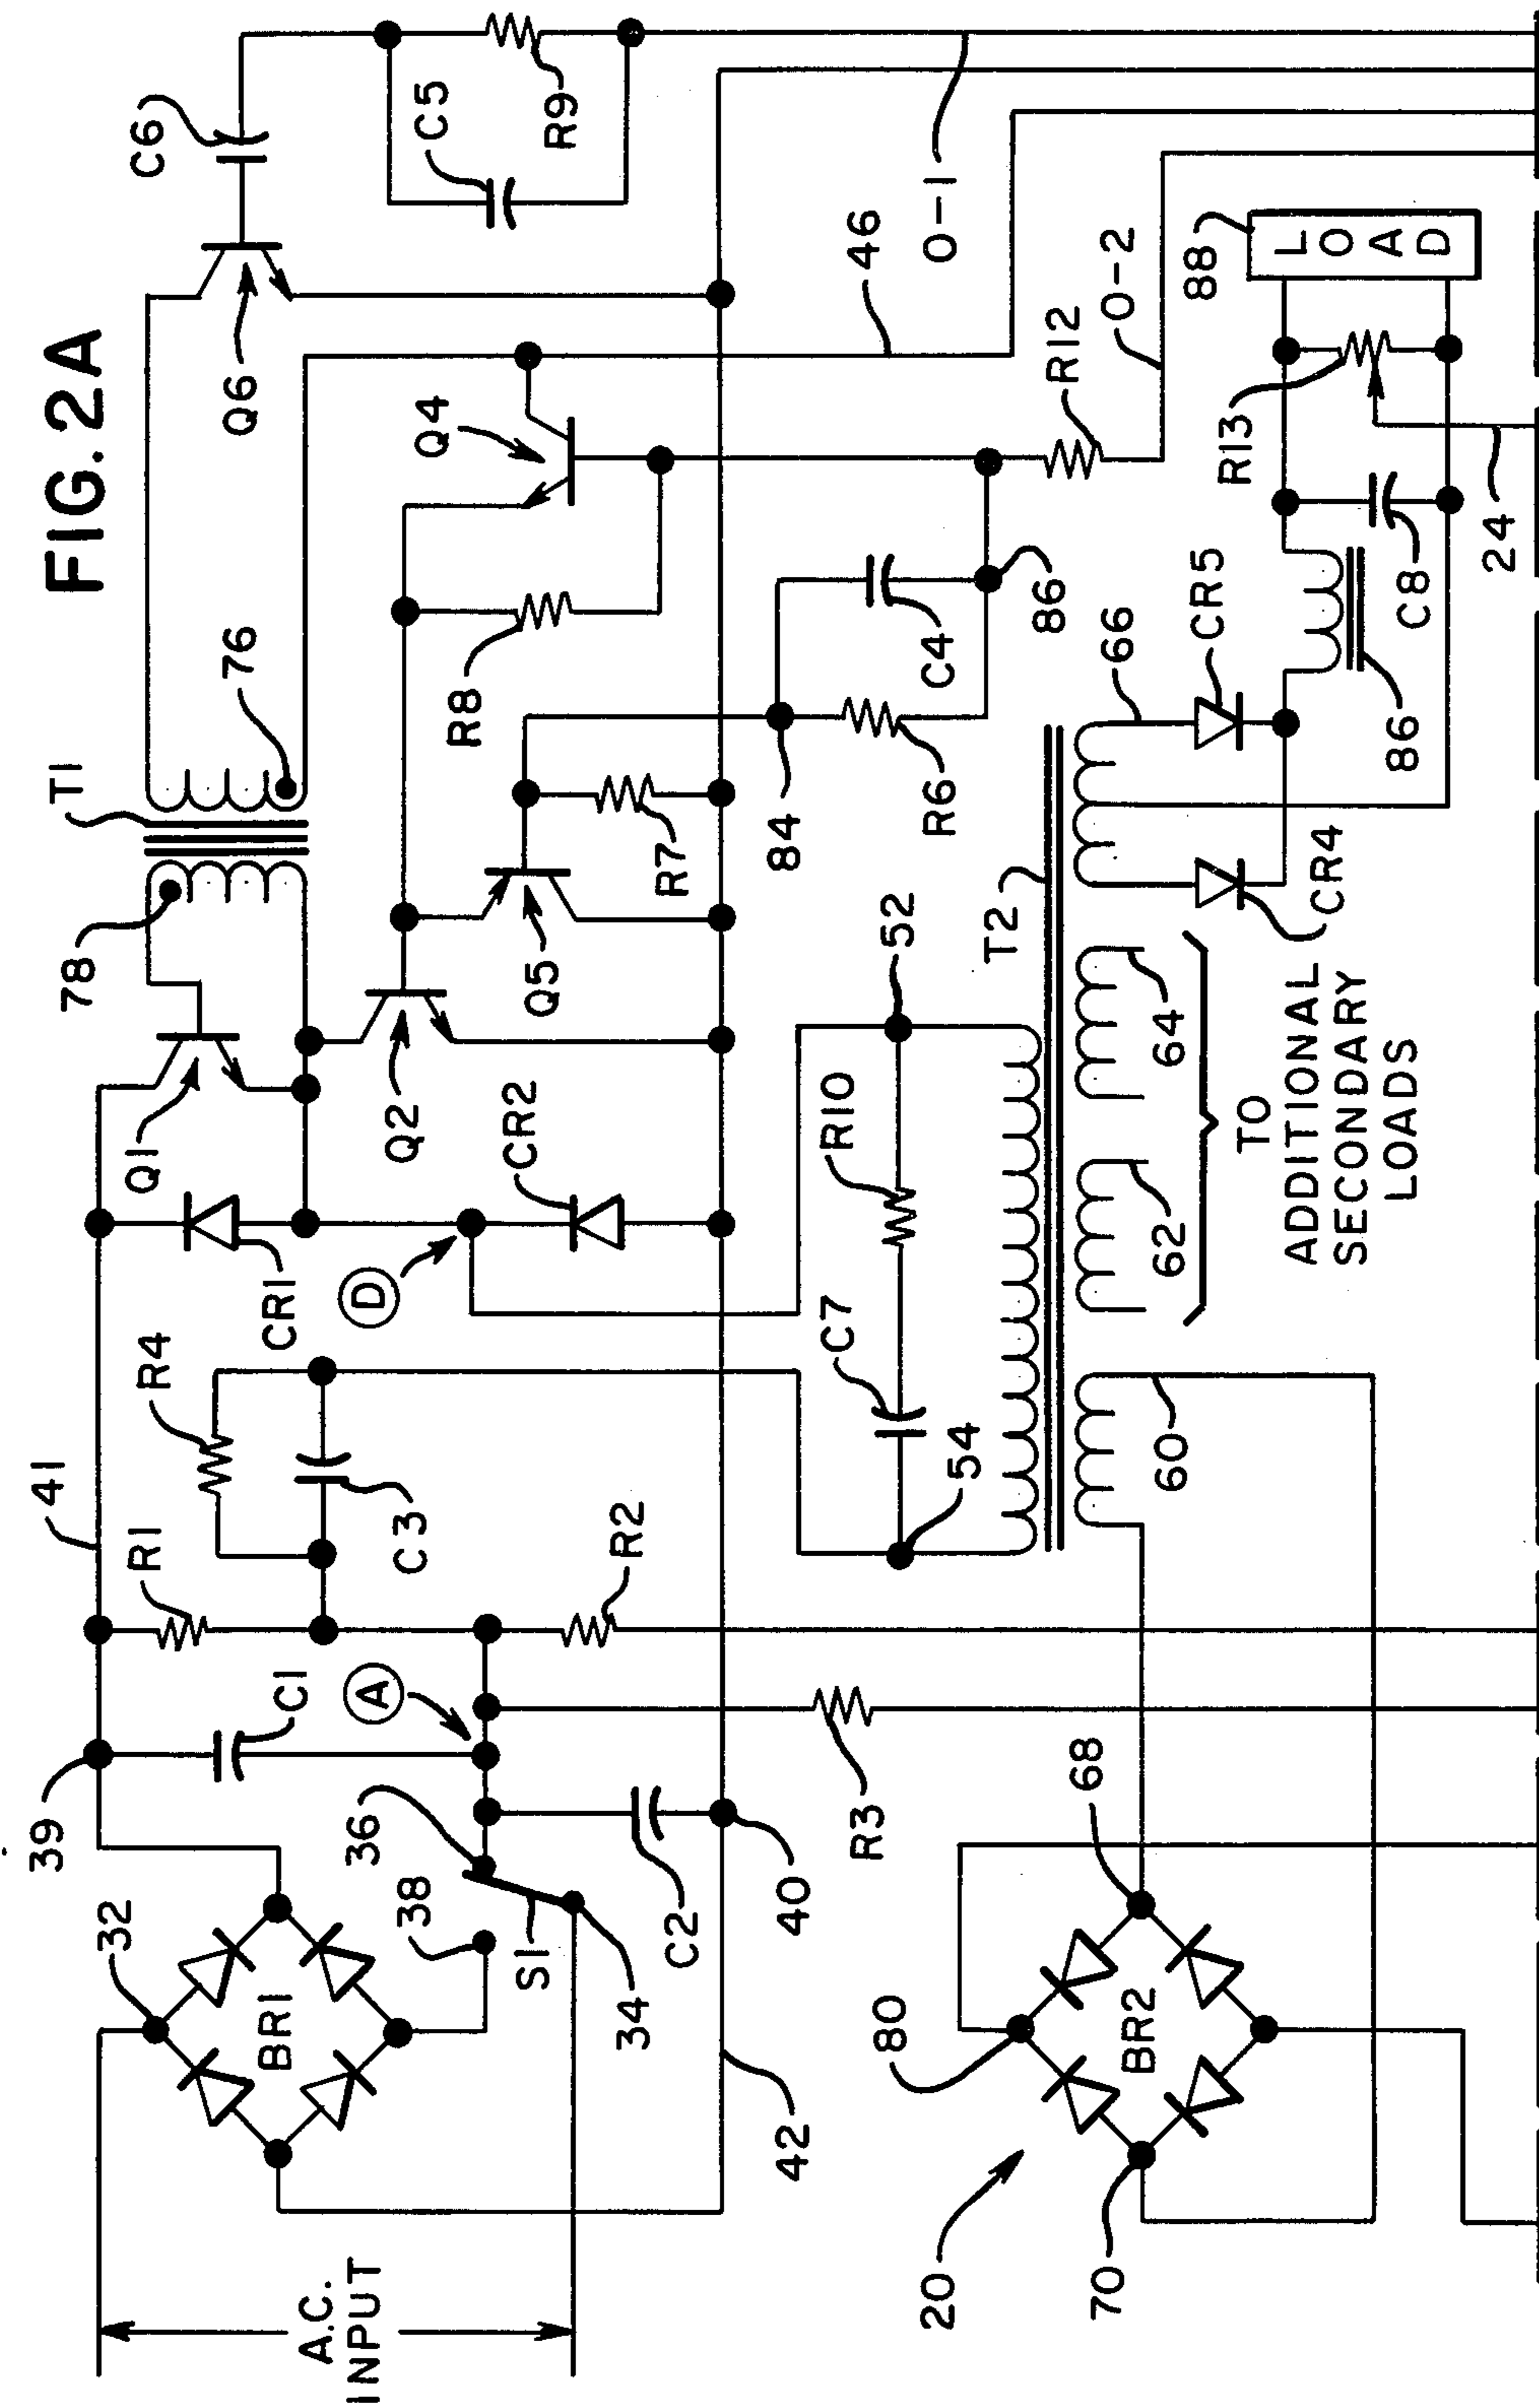 FIG. 2A
A.C.
INPUT
32
BR1
38
S1
34
36
39
C1
A
C2
40
42
41
R1
R2
R3
R4
C3
CR1
D
CR2
Q1
78
T1
76
Q2
Q5
R7
R8
Q4
Q6
C6
C5
R9
84
R6
C4
86
46
0-1
R12
0-2
52
R10
C7
54
T2
60
62
64
66
TO
ADDITIONAL
SECONDARY
LOADS
CR4
CR5
86
C8
R13
24
88
LOAD
20
80
BR2
68
70